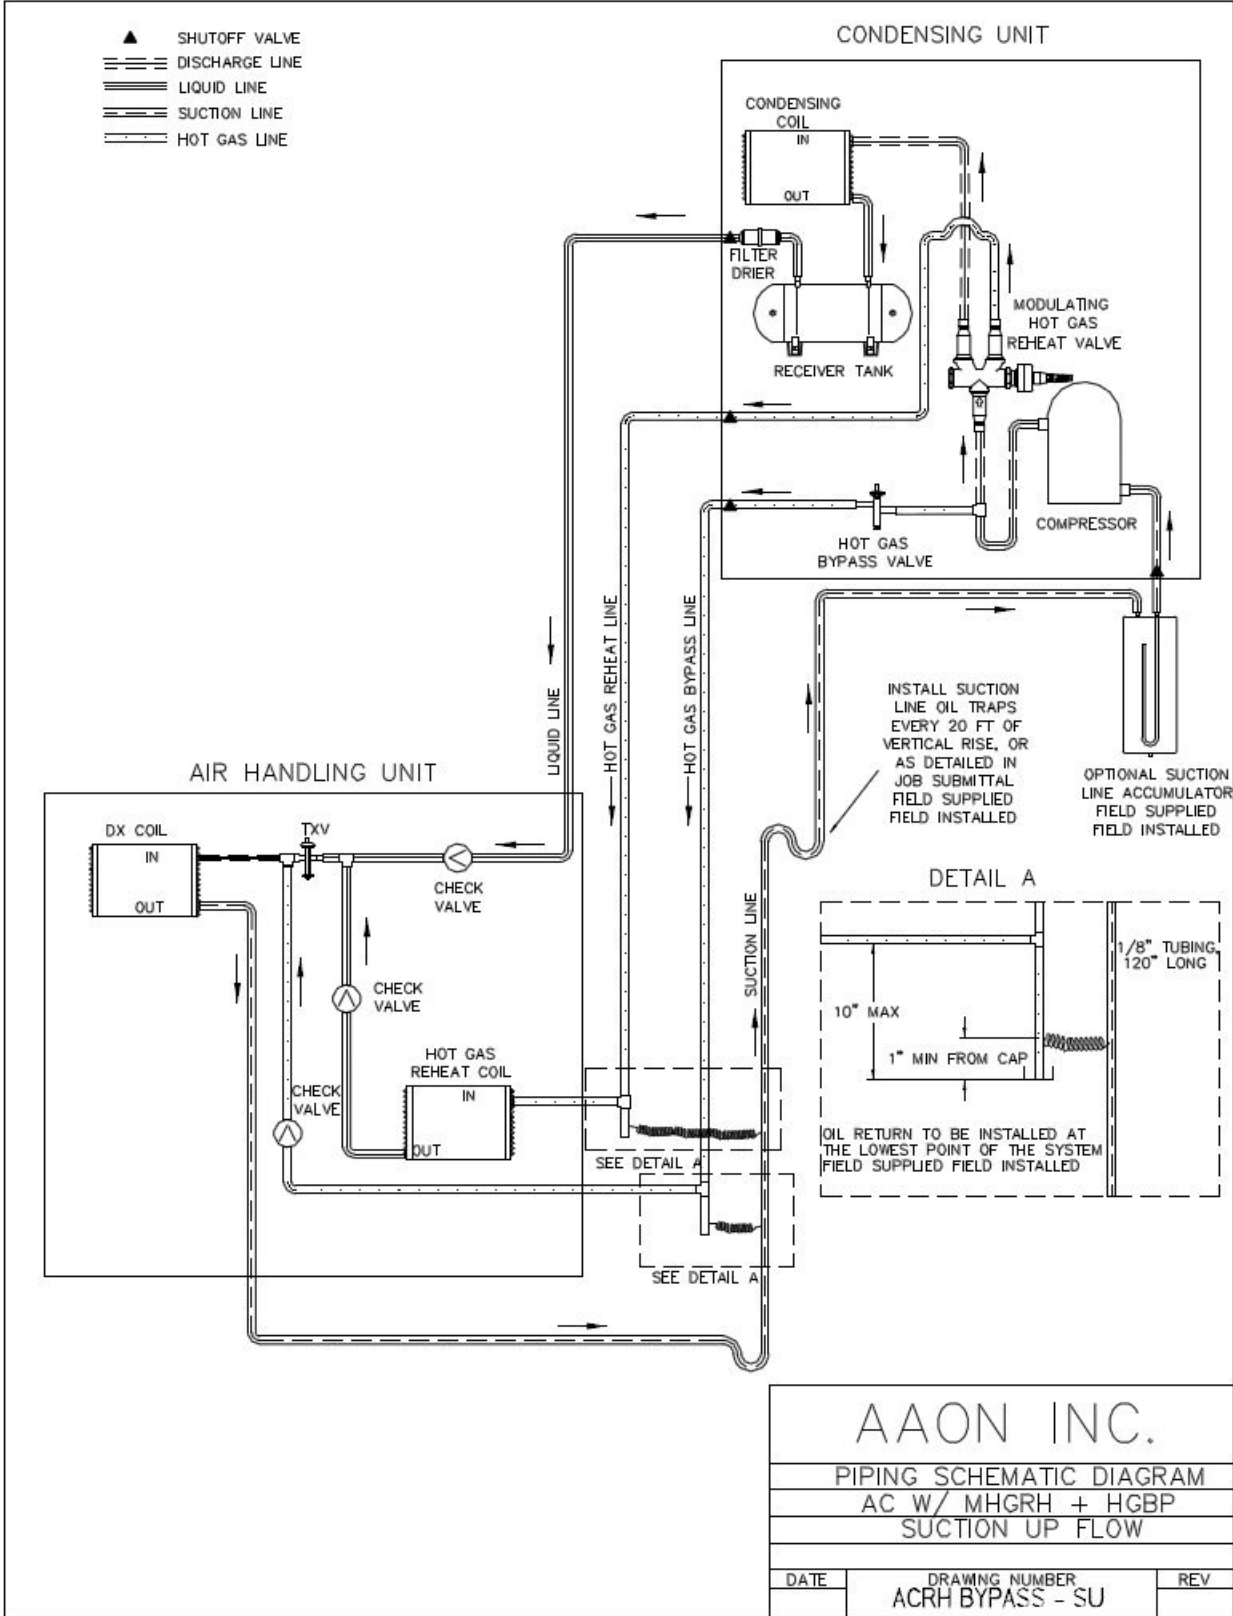 SHUTOFF VALVE
DISCHARGE LINE
LIQUID LINE
SUCTION LINE
HOT GAS LINE
CONDENSING UNIT
CONDENSING
COIL
IN
OUT
FILTER
DRIER
RECEIVER TANK
MODULATING
HOT GAS
REHEAT VALVE
COMPRESSOR
HOT GAS
BYPASS VALVE
LIQUID LINE
HOT GAS REHEAT LINE
HOT GAS BYPASS LINE
SUCTION LINE
INSTALL SUCTION
LINE OIL TRAPS
EVERY 20 FT OF
VERTICAL RISE, OR
AS DETAILED IN
JOB SUBMITTAL
FIELD SUPPLIED
FIELD INSTALLED
OPTIONAL SUCTION
LINE ACCUMULATOR
FIELD SUPPLIED
FIELD INSTALLED
AIR HANDLING UNIT
DX COIL
IN
OUT
TXV
CHECK
VALVE
CHECK
VALVE
CHECK
VALVE
HOT GAS
REHEAT COIL
IN
OUT
SEE DETAIL A
SEE DETAIL A
DETAIL A
1/8" TUBING,
120" LONG
10" MAX
1" MIN FROM CAP
OIL RETURN TO BE INSTALLED AT
THE LOWEST POINT OF THE SYSTEM
FIELD SUPPLIED FIELD INSTALLED
AAON INC.
PIPING SCHEMATIC DIAGRAM
AC W/ MHGRH + HGBP
SUCTION UP FLOW
DATE
DRAWING NUMBER
REV
ACRH BYPASS - SU